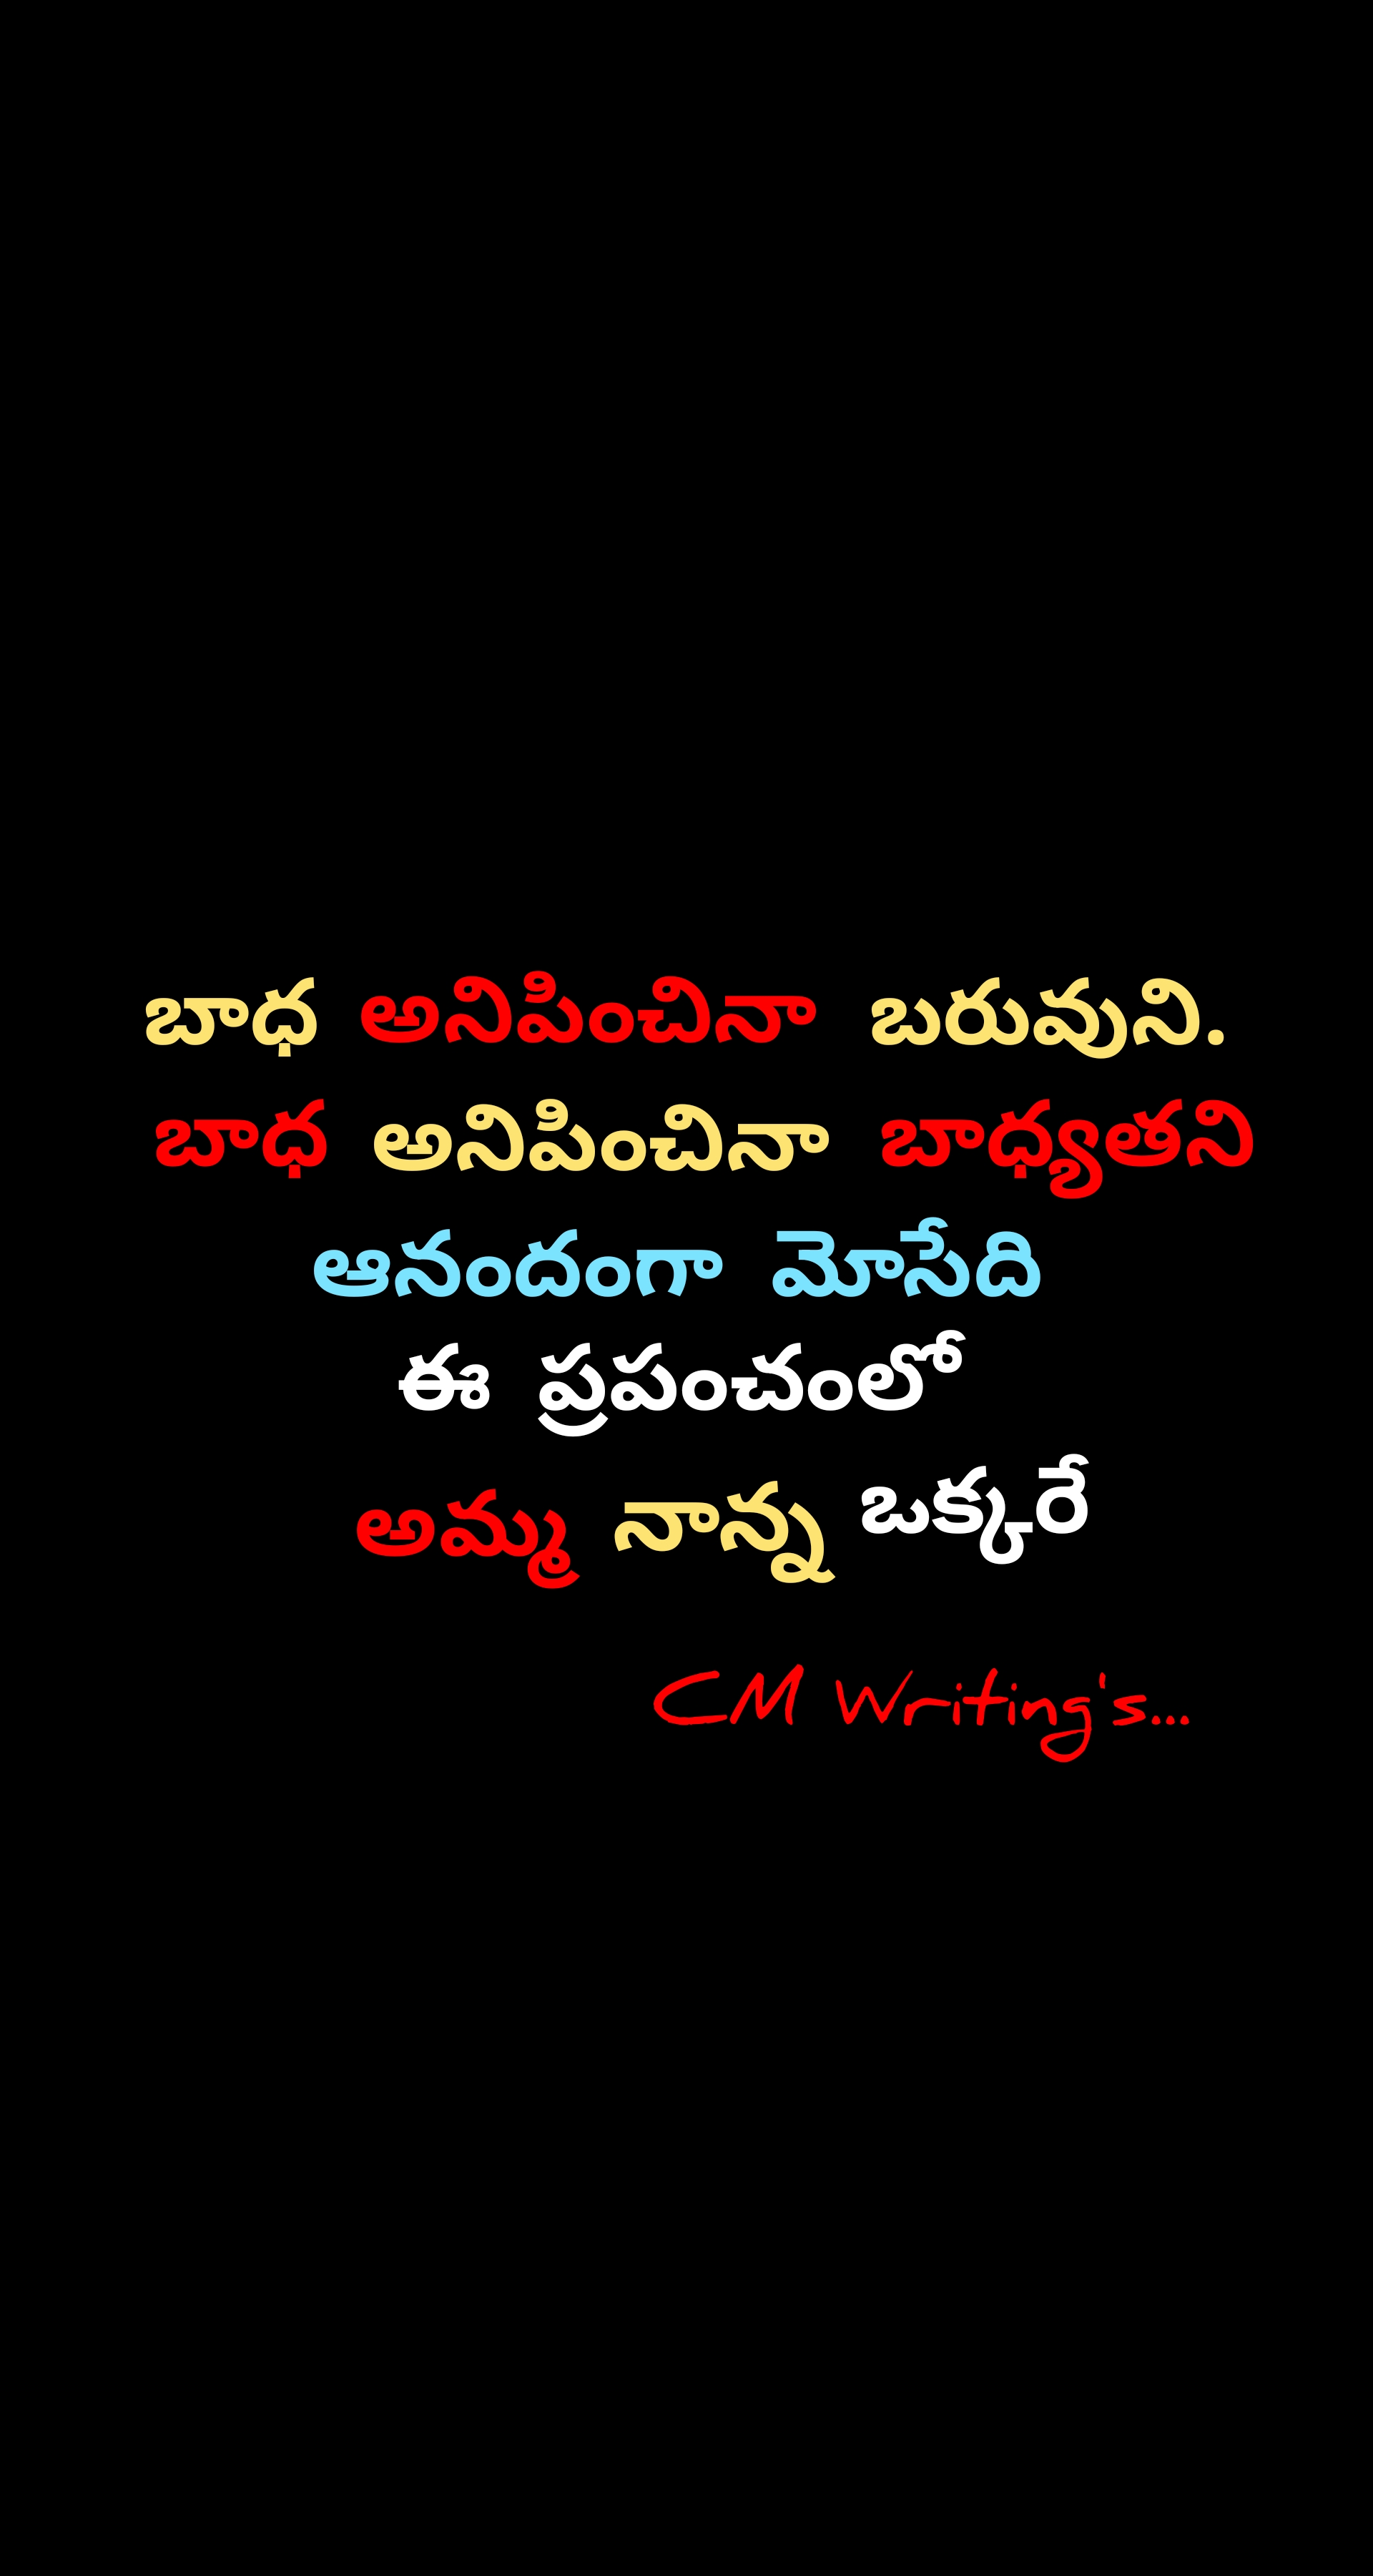 బాధ అనిపించినా బరువుని.
బాధ అనిపించినా బాధ్యతని
ఆనందంగా మోసేది
ఈ ప్రపంచంలో
అమ్మ నాన్న ఒక్కరే
CM Writing's...